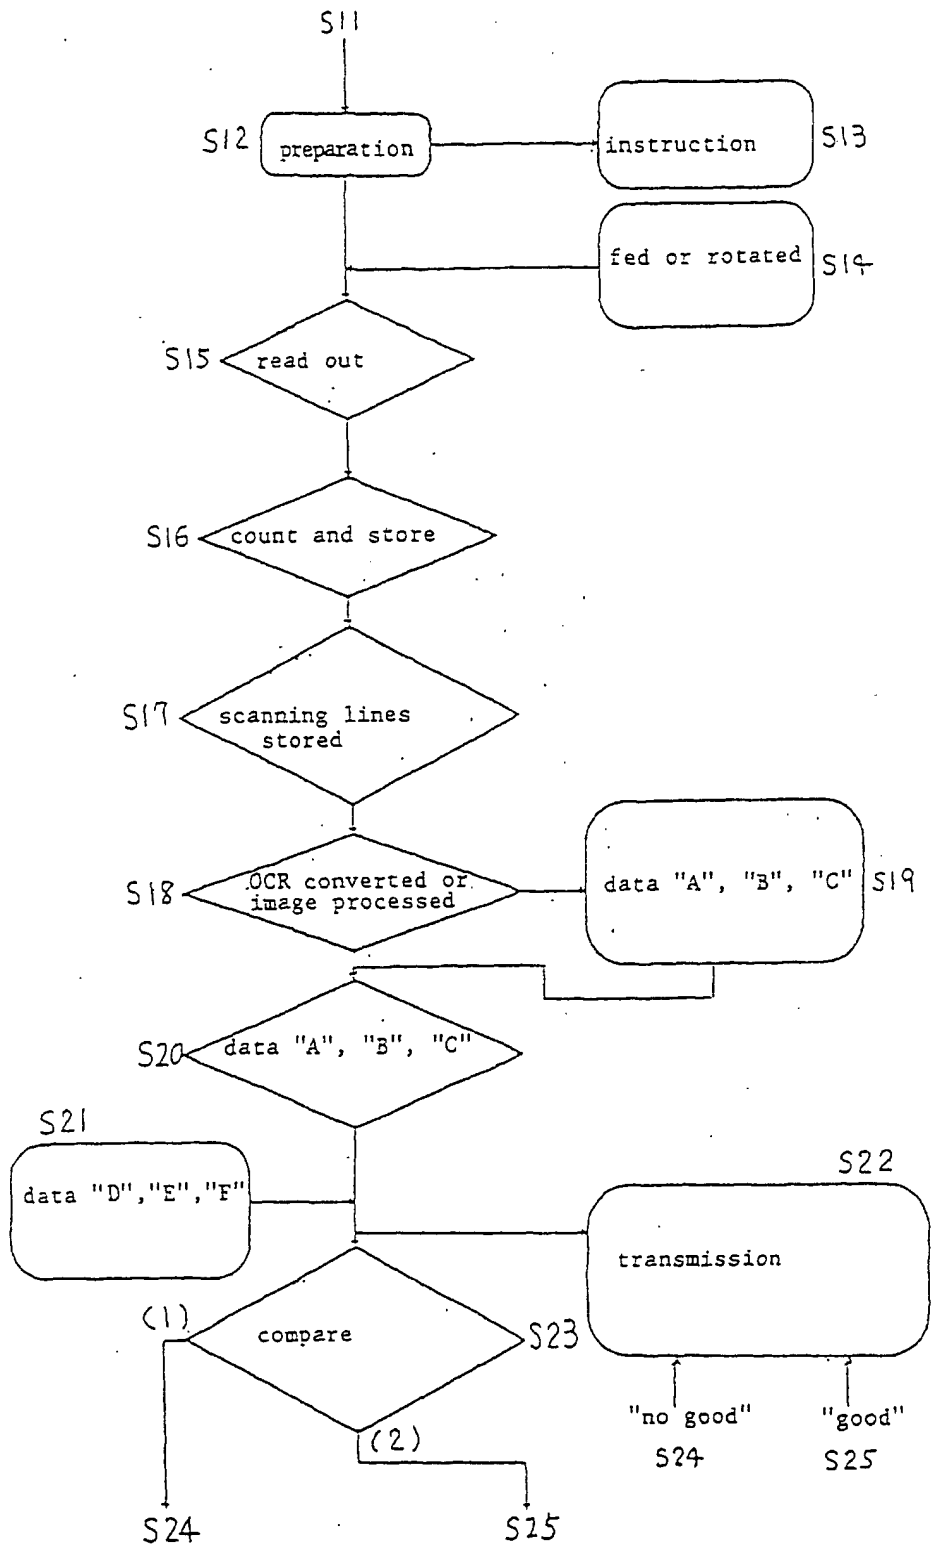 S11
S12
preparation
instruction
S13
fed or rotated
S14
S15
read out
S16
count and store
S17
scanning lines
stored
S18
OCR converted or
image processed
data "A", "B", "C"
S19
S20
data "A", "B", "C"
S21
data "D","E","F"
S22
transmission
(1)
compare
S23
"no good"
"good"
S24
S25
(2)
S24
S25